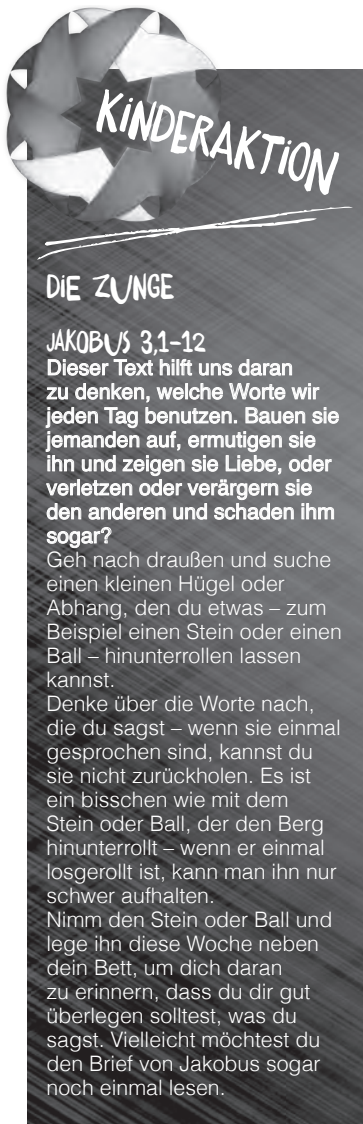 KiNDERAKTiON
DiE ZUNGE
JAKOBUS 3,1–12
Dieser Text hilft uns daran
zu denken, welche Worte wir
jeden Tag benutzen. Bauen sie
jemanden auf, ermutigen sie
ihn und zeigen sie Liebe, oder
verletzen oder verärgern sie
den anderen und schaden ihm
sogar?
Geh nach draußen und suche
einen kleinen Hügel oder
Abhang, den du etwas – zum
Beispiel einen Stein oder einen
Ball – hinunterrollen lassen
kannst.
Denke über die Worte nach,
die du sagst – wenn sie einmal
gesprochen sind, kannst du
sie nicht zurückholen. Es ist
ein bisschen wie mit dem
Stein oder Ball, der den Berg
hinunterrollt – wenn er einmal
losgerollt ist, kann man ihn nur
schwer aufhalten.
Nimm den Stein oder Ball und
lege ihn diese Woche neben
dein Bett, um dich daran
zu erinnern, dass du dir gut
überlegen solltest, was du
sagst. Vielleicht möchtest du
den Brief von Jakobus sogar
noch einmal lesen.